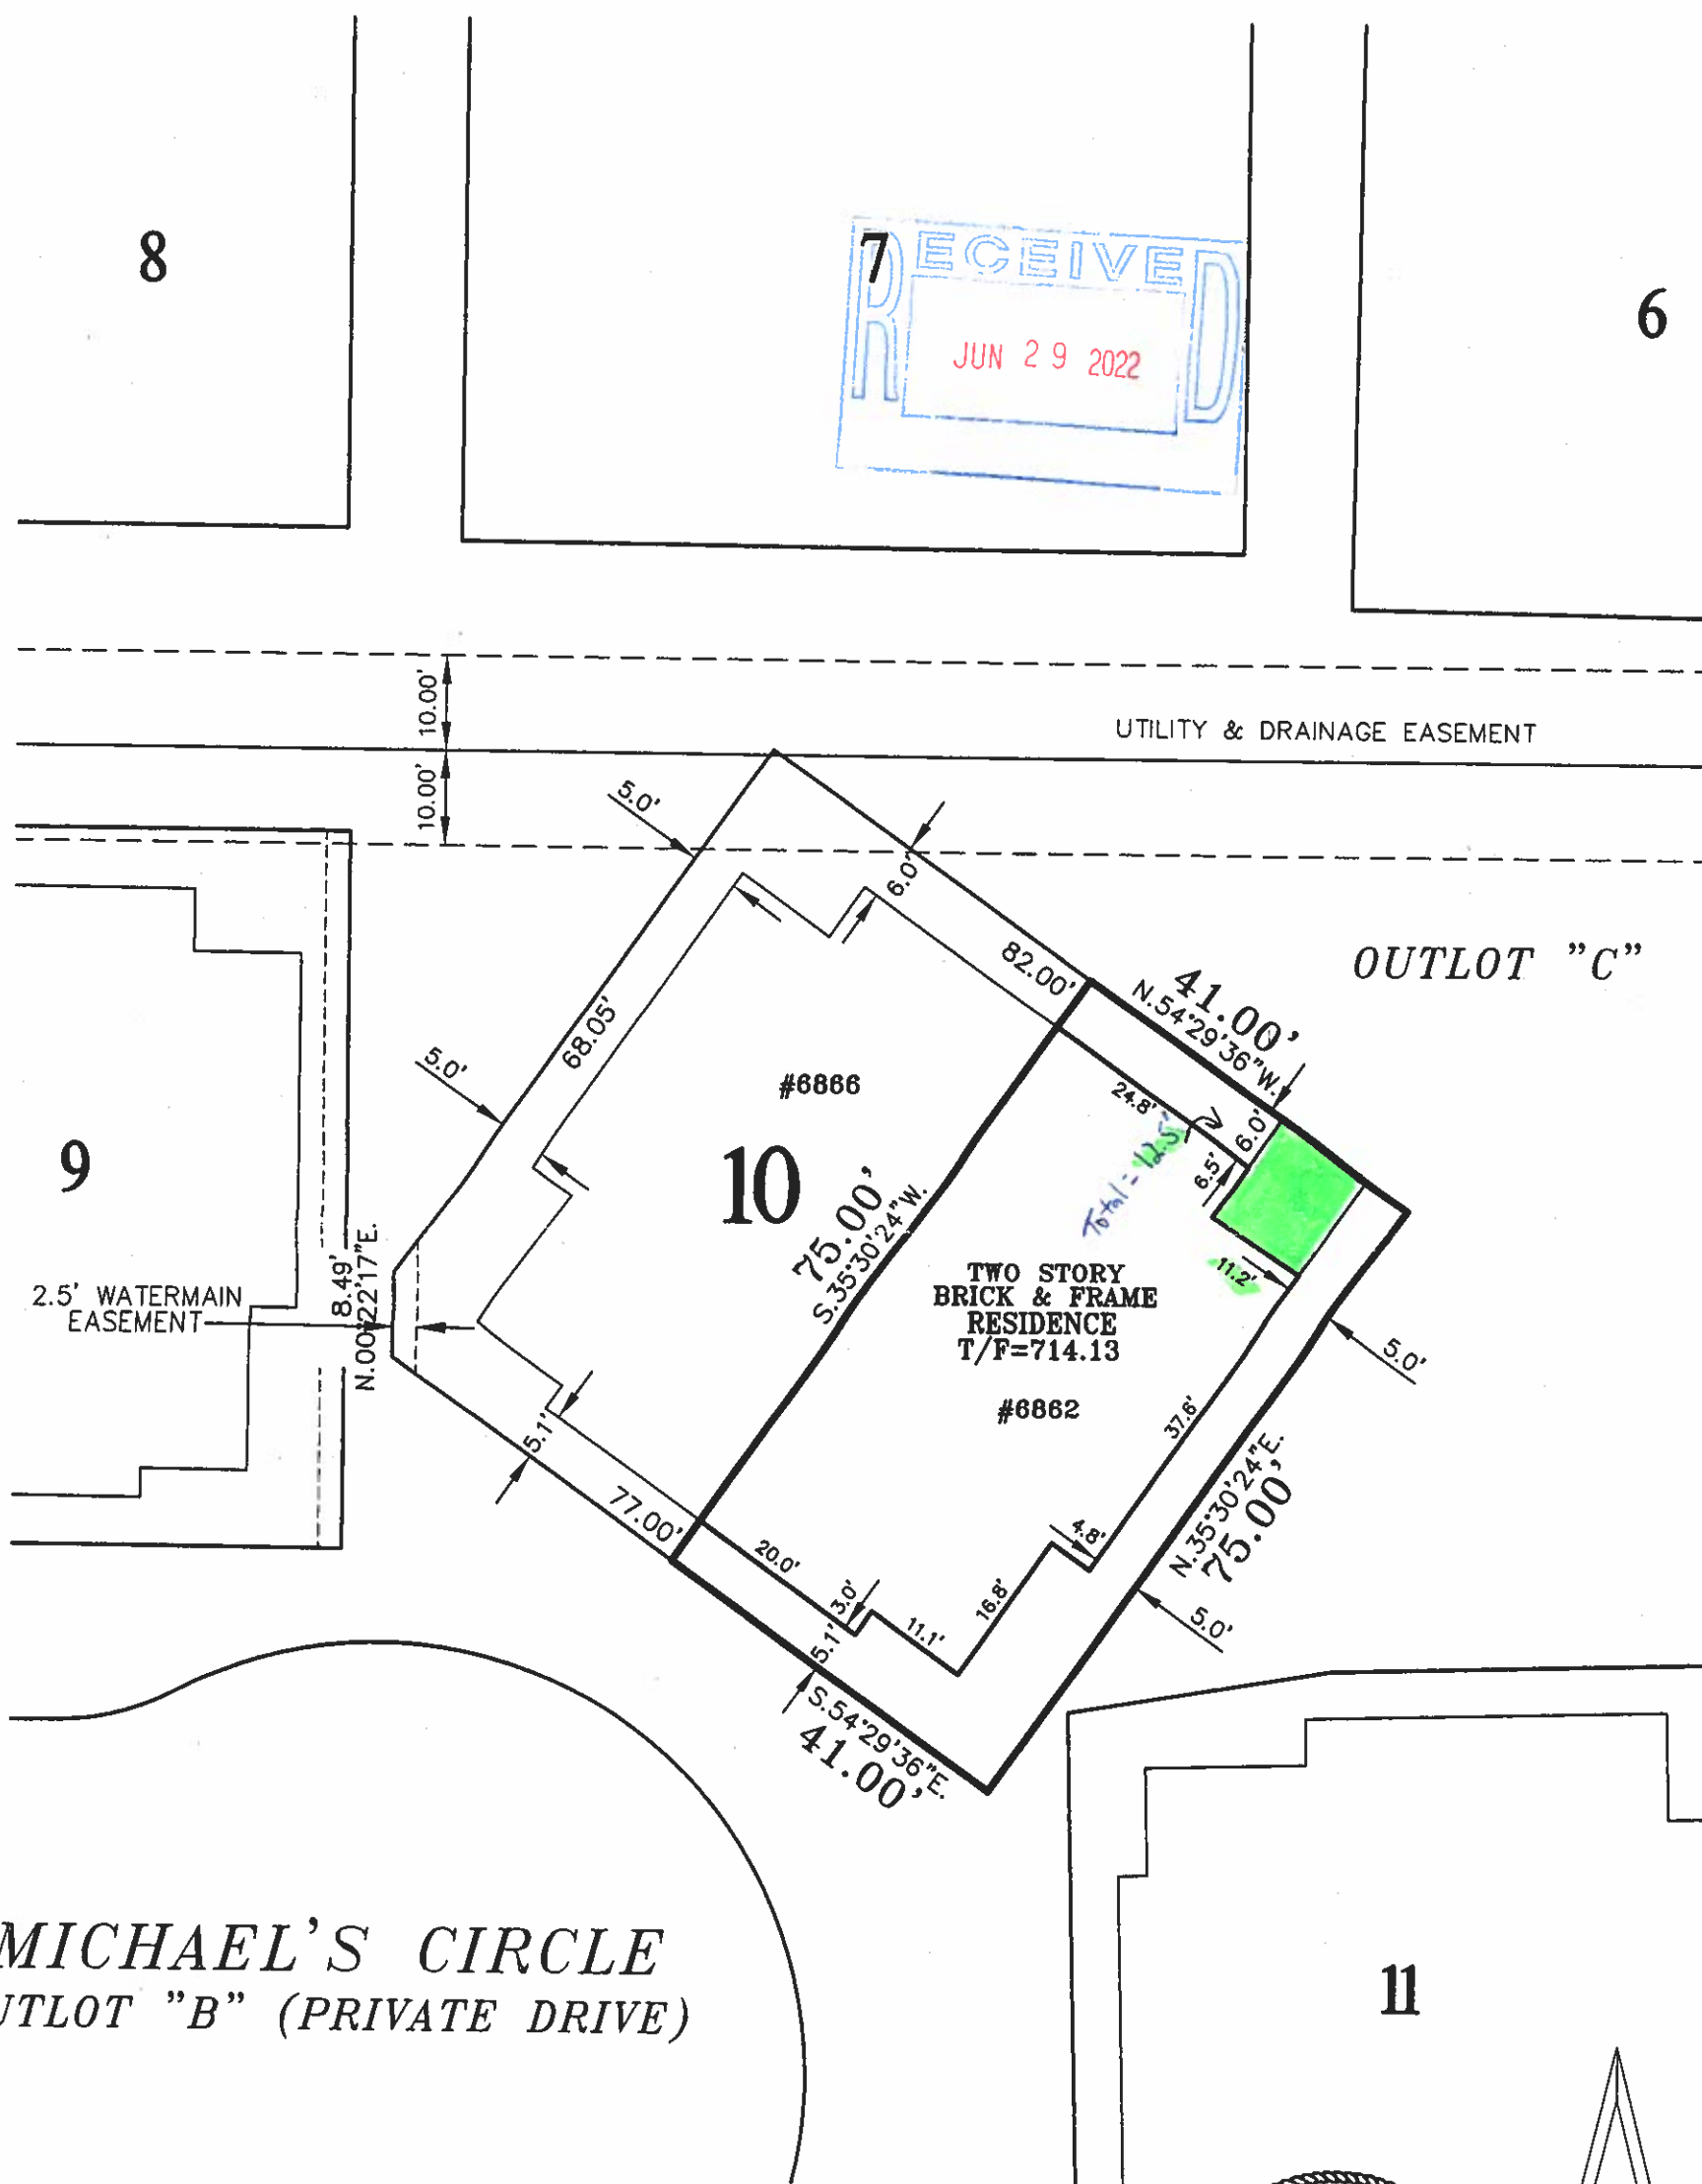 8
7
RECEIVED
JUN 29 2022
6
10.00'
UTILITY & DRAINAGE EASEMENT
10.00'
5.0'
6.0'
82.00'
OUTLOT "C"
41.00'
N.54°29'36"W.
68.05'
5.0'
#6866
24.8'
6.0'
Total = 12.5'
6.5'
9
10
75.00'
S.35°30'24"W.
11.2'
TWO STORY
BRICK & FRAME
RESIDENCE
T/F=714.13
#6862
2.5' WATERMAIN
EASEMENT
8.49'
N.00°22'17"E.
5.0'
37.6'
5.1'
77.00'
20.0'
3.0'
5.1'
11.1'
16.8'
4.8'
N.35°30'24"E.
75.00'
5.0'
S.54°29'36"E.
41.00'
MICHAEL'S CIRCLE
UTLOT "B" (PRIVATE DRIVE)
11